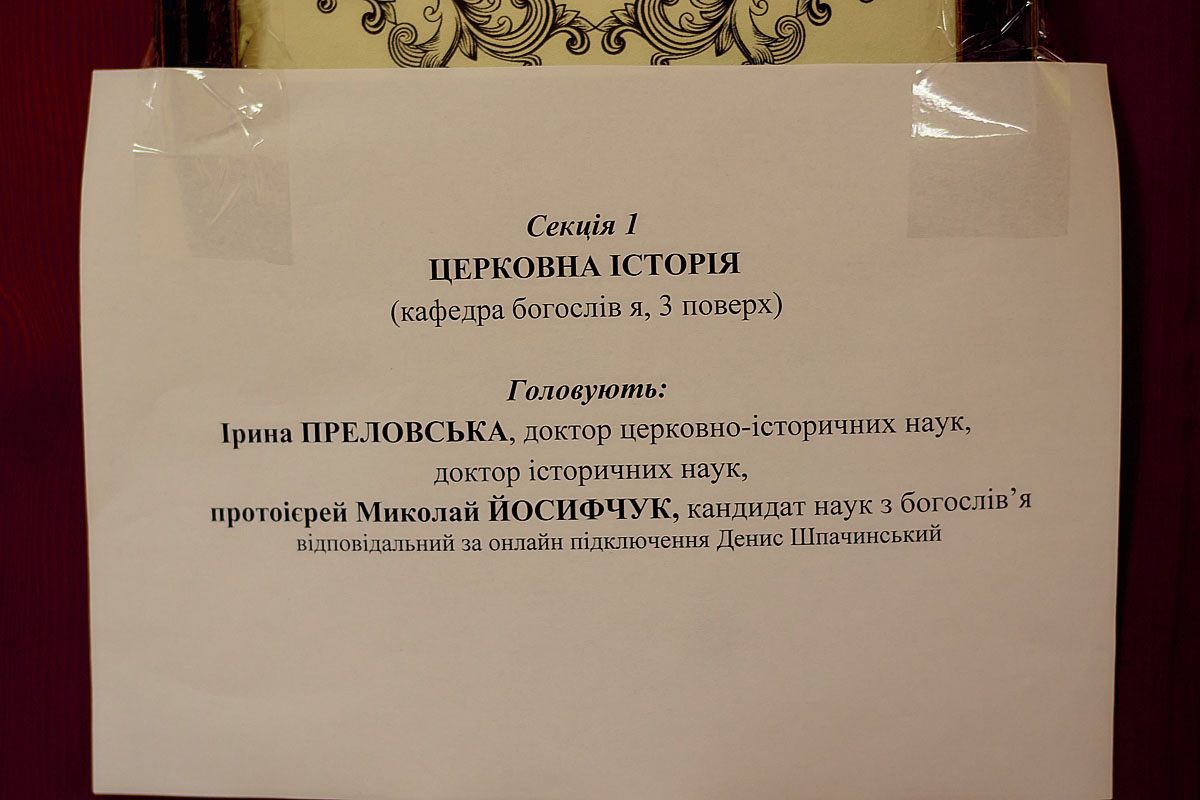 Секція 1
ЦЕРКОВНА ІСТОРІЯ
(кафедра богослів я, 3 поверх)
Головують:
Ірина ПРЕЛОВСЬКА, доктор церковно-історичних наук,
доктор історичних наук,
протоієрей Миколай ЙОСИФЧУК, кандидат наук з богослів’я
відповідальний за онлайн підключення Денис Шпачинський